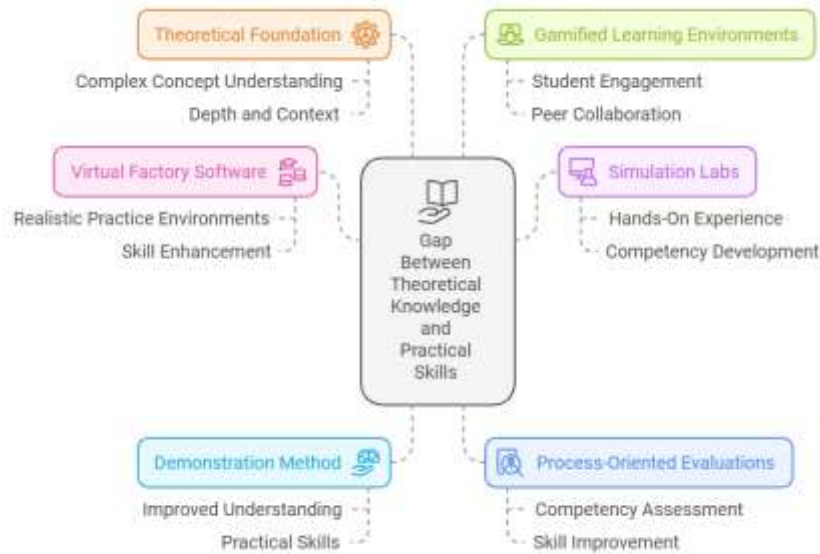 Theoretical Foundation
Complex Concept Understanding
Depth and Context
Virtual Factory Software
Realistic Practice Environments
Skill Enhancement
Demonstration Method
Improved Understanding
Practical Skills
Gap
Between
Theoretical
Knowledge
and
Practical
Skills
Gamified Learning Environments
Student Engagement
Peer Collaboration
Simulation Labs
Hands-On Experience
Competency Development
Process-Oriented Evaluations
Competency Assessment
Skill Improvement